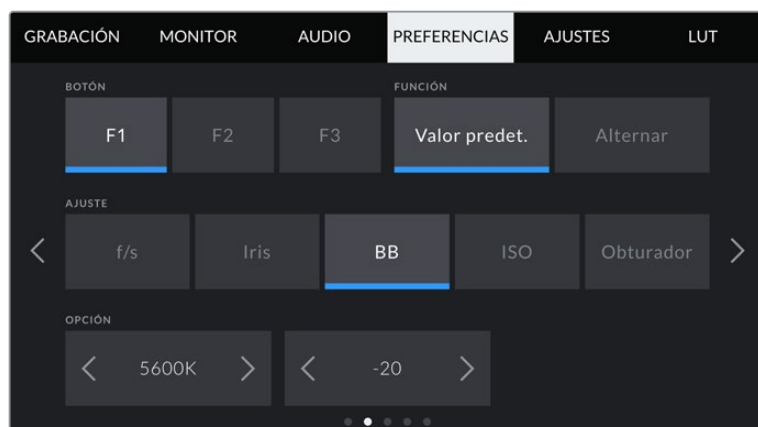 GRABACIÓN MONITOR AUDIO PREFERENCIAS AJUSTES LUT
BOTÓN FUNCIÓN
F1 F2 F3 Valor predet. Alternar
AJUSTE
f/s Iris BB ISO Obturador
OPCIÓN
5600K -20